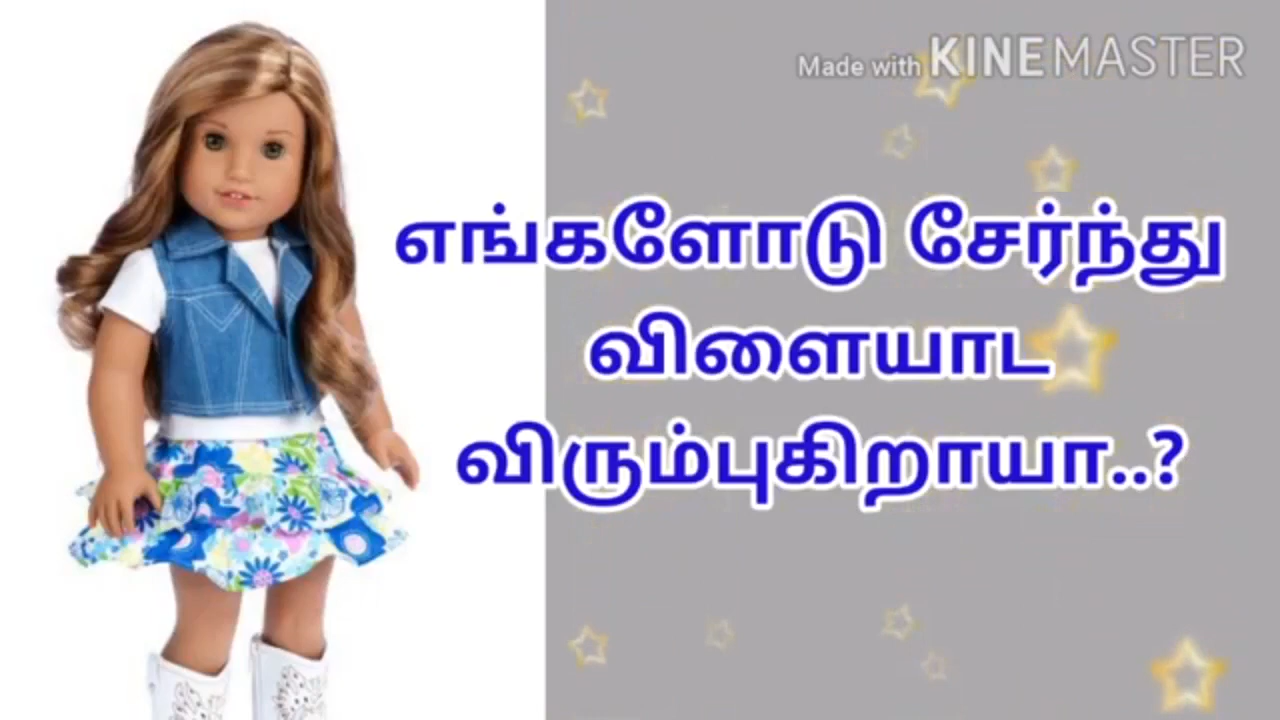 Made with KINEMASTER
எங்களோடு சேர்ந்து
விளையாட
விரும்புகிறாயா..?